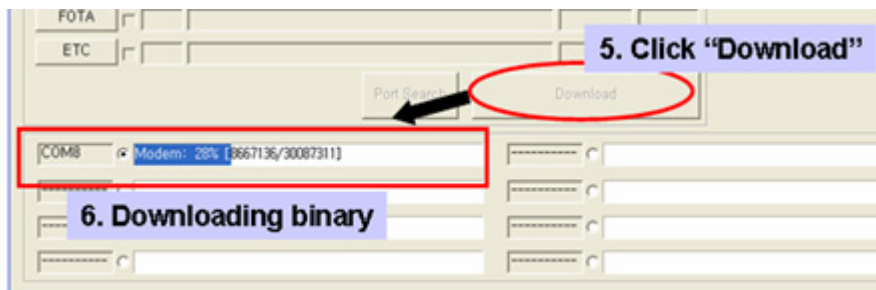 FOTA
ETC
5. Click “Download”
Port Search
Download
COM8 Modem: 28% [8667136/30087311]
6. Downloading binary